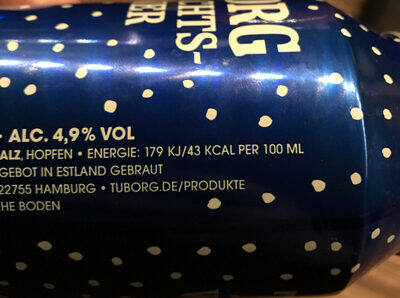 ORG
HTS-
ER
• ALC. 4,9% VOL
ALZ, HOPFEN • ENERGIE: 179 KJ/43 KCAL PER 100 ML
GEBOT IN ESTLAND GEBRAUT
22755 HAMBURG • TUBORG.DE/PRODUKTE
HE BODEN